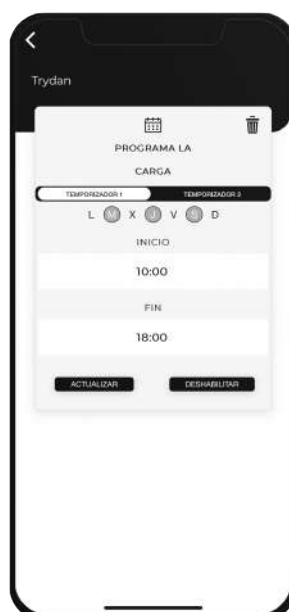 Trydan
PROGRAMA LA
CARGA
TEMPORIZADOR 1 TEMPORIZADOR 2
L M X J V S D
INICIO
10:00
FIN
18:00
ACTUALIZAR DESHABILITAR